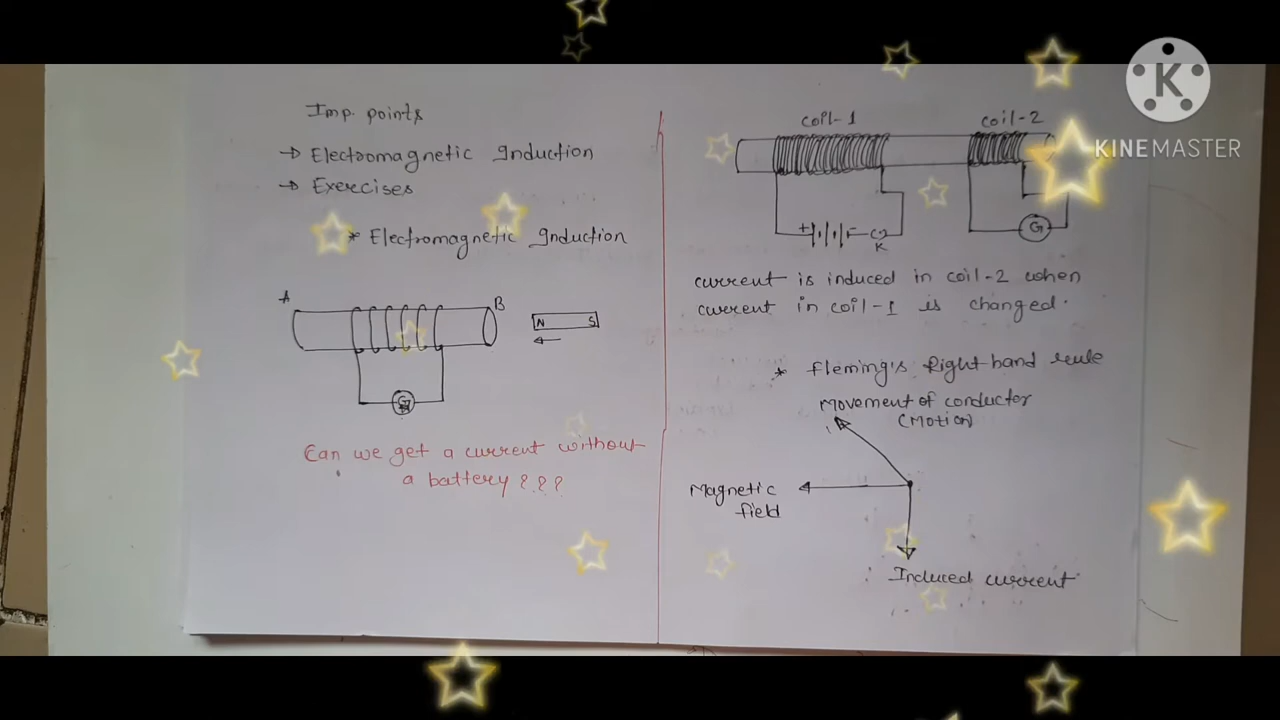 Imp. points
→ Electromagnetic Induction
→ Exercises
* Electromagnetic Induction
A
B
N S
G
Can we get a current without
a battery ???
coil-1
coil-2
+
-
K
G
current is induced in coil-2 when
current in coil-1 is changed.
* Fleming's Right hand rule
Movement of conductor
(Motion)
Magnetic
field
Induced current
K
KINEMASTER